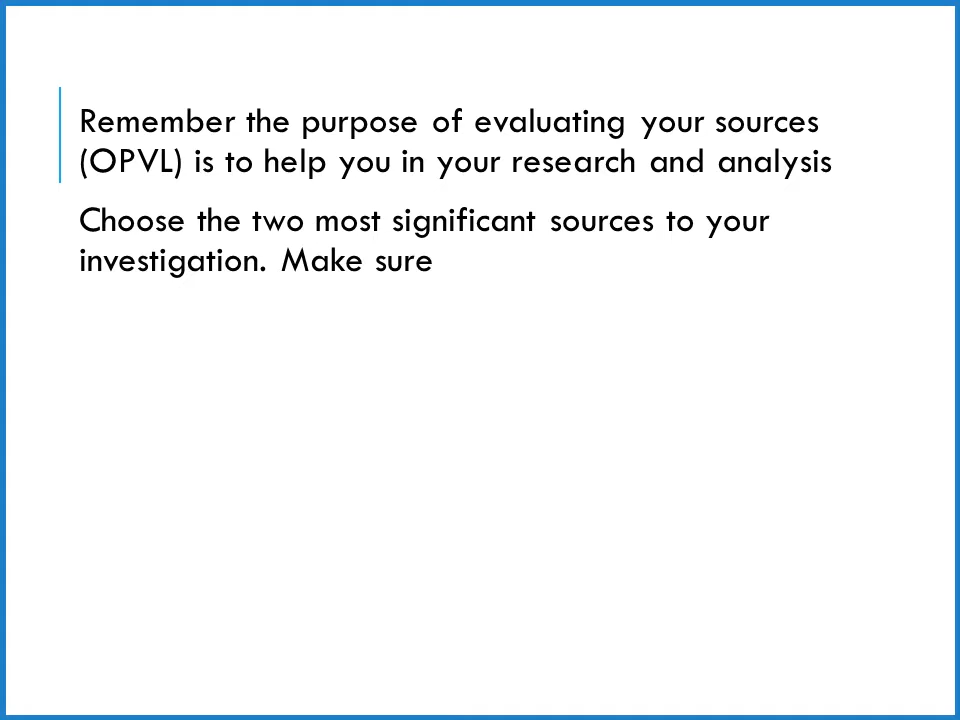 Remember the purpose of evaluating your sources
(OPVL) is to help you in your research and analysis
Choose the two most significant sources to your
investigation. Make sure